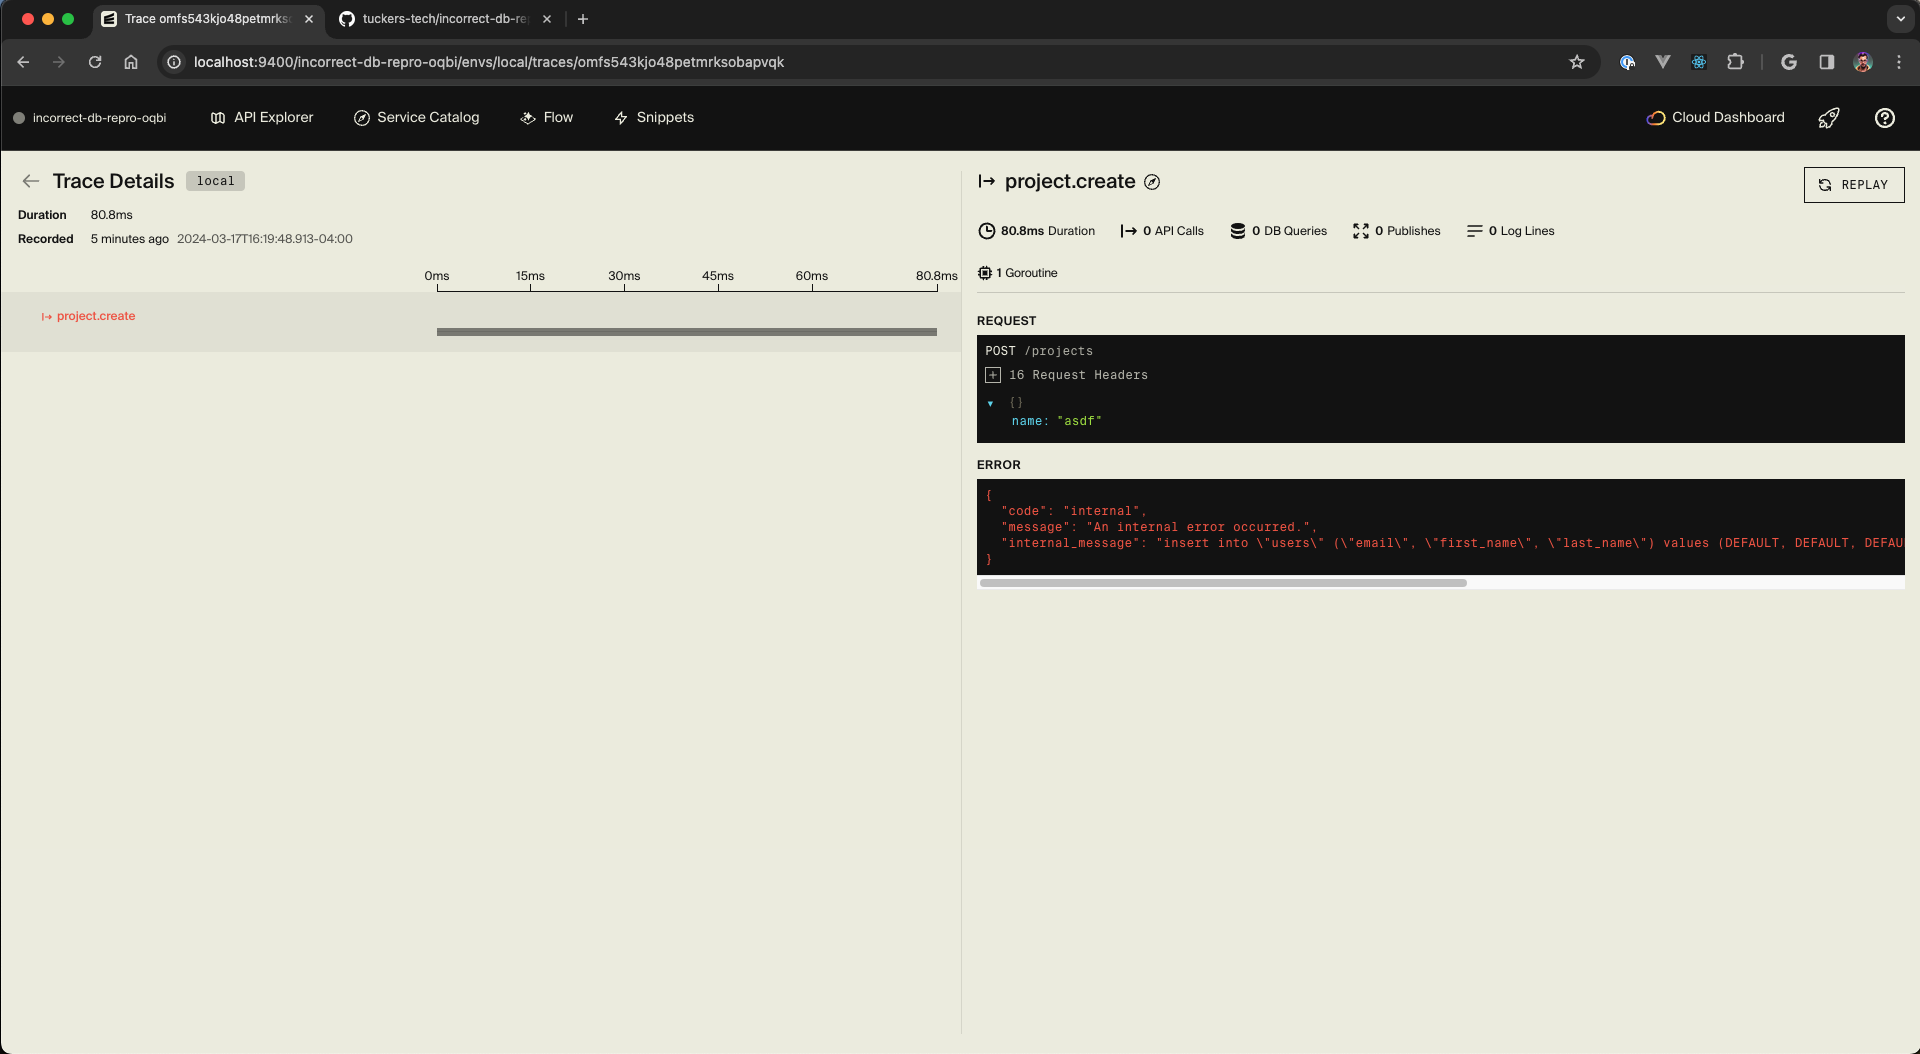 Trace omfs543kjo48petmrkso
tuckers-tech/incorrect-db-re
localhost:9400/incorrect-db-repro-oqbi/envs/local/traces/omfs543kjo48petmrksobapvqk
incorrect-db-repro-oqbi
API Explorer
Service Catalog
Flow
Snippets
Cloud Dashboard
Trace Details local
Duration 80.8ms
Recorded 5 minutes ago 2024-03-17T16:19:48.913-04:00
0ms 15ms 30ms 45ms 60ms 80.8ms
project.create
project.create
REPLAY
80.8ms Duration 0 API Calls 0 DB Queries 0 Publishes 0 Log Lines
1 Goroutine
REQUEST
POST /projects
16 Request Headers
{}
name: "asdf"
ERROR
{
"code": "internal",
"message": "An internal error occurred.",
"internal_message": "insert into \"users\" (\"email\", \"first_name\", \"last_name\") values (DEFAULT, DEFAULT, DEFAU
}